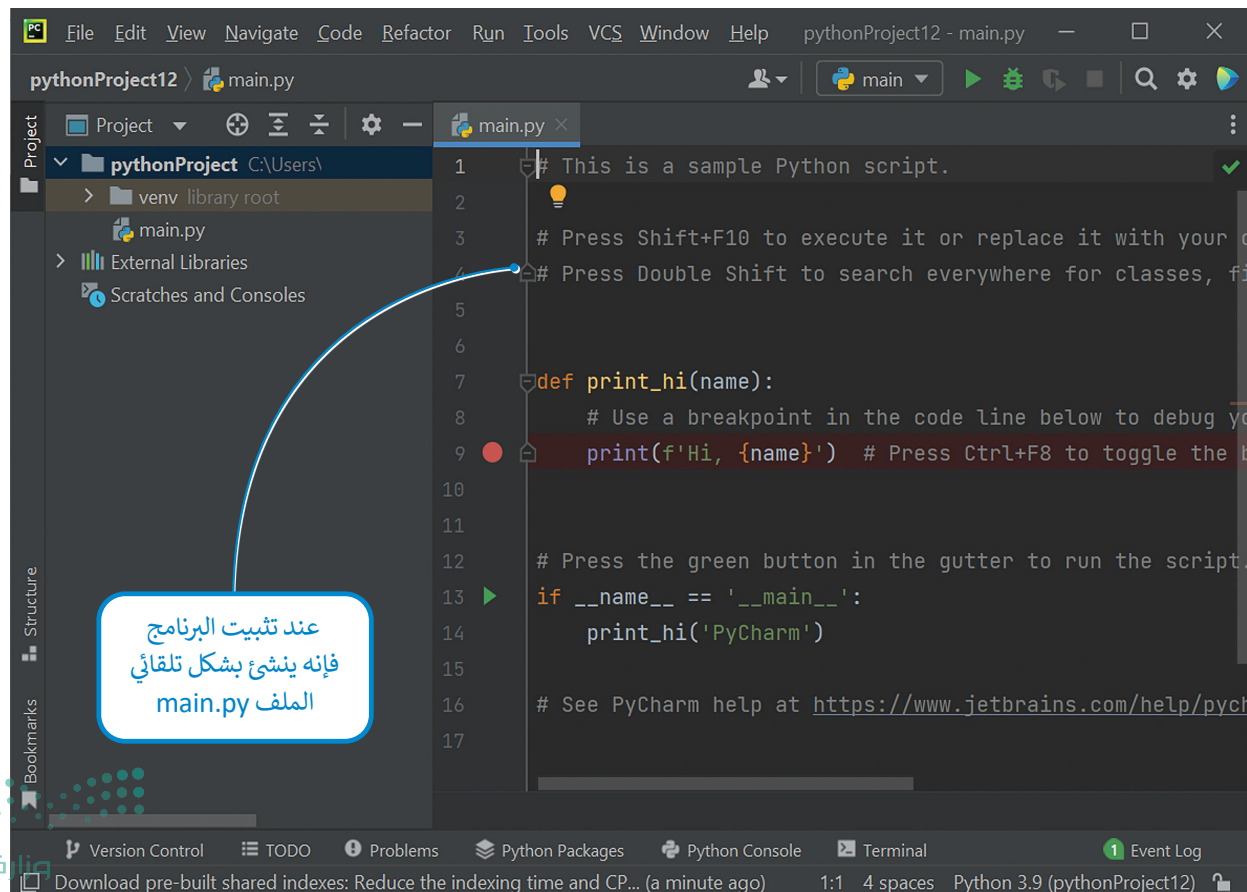 PC File Edit View Navigate Code Refactor Run Tools VCS Window Help pythonProject12 - main.py
pythonProject12 main.py main
Project
Project
main.py
pythonProject C:\Users\
venv library root
main.py
External Libraries
Scratches and Consoles
1 # This is a sample Python script.
2
3 # Press Shift+F10 to execute it or replace it with your
4 # Press Double Shift to search everywhere for classes,
5
6
7 def print_hi(name):
8 # Use a breakpoint in the code line below to debug
9 print(f'Hi, {name}') # Press Ctrl+F8 to toggle the
10
11
12 # Press the green button in the gutter to run the script.
13 if __name__ == '__main__':
14 print_hi('PyCharm')
15
16 # See PyCharm help at https://www.jetbrains.com/help/pych
17
عند تثبيت البرنامج
فإنه ينشئ بشكل تلقائي
الملف main.py
Structure
Bookmarks
Version Control TODO Problems Python Packages Python Console Terminal 1 Event Log
Download pre-built shared indexes: Reduce the indexing time and CP... (a minute ago) 1:1 4 spaces Python 3.9 (pythonProject12)